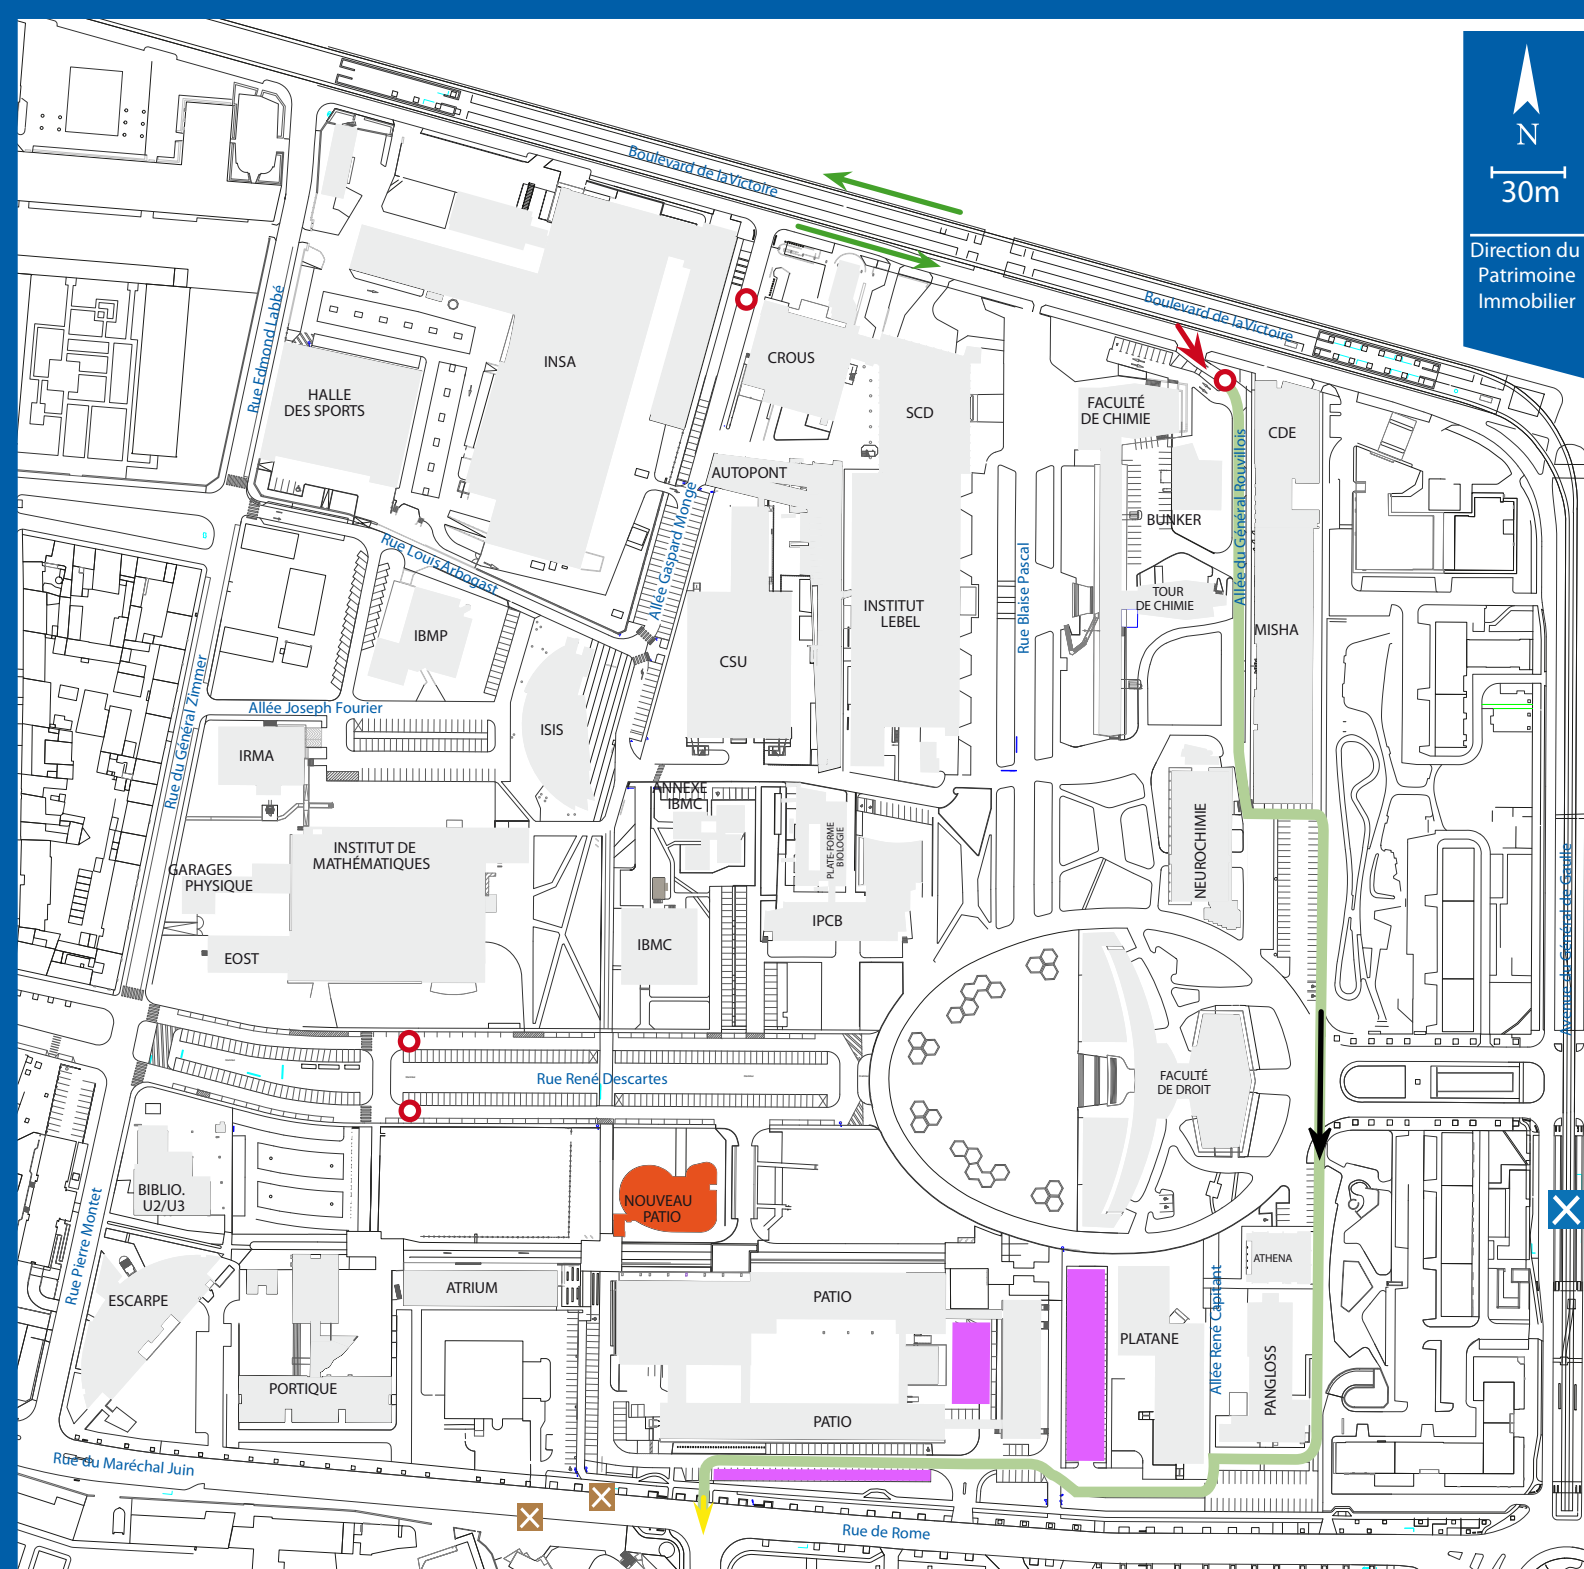 N
30m
Direction du
Patrimoine
Immobilier
Boulevard de laVictoire
Boulevard de laVictoire
Rue Edmond Labbé
INSA
CROUS
HALLE
DES SPORTS
SCD
FACULTÉ
DE CHIMIE
CDE
AUTOPONT
Allée du Général Rouvillois
Allée Gaspard Monge
BUNKER
Rue Louis Arbogast
Rue Blaise Pascal
TOUR
DE CHIMIE
INSTITUT
LEBEL
IBMP
MISHA
CSU
Rue du Général Zimmer
Allée Joseph Fourier
ISIS
IRMA
ANNEXE
IBMC
PLATE-FORME
BIOLOGIE
NEUROCHIMIE
INSTITUT DE
MATHÉMATIQUES
GARAGES
PHYSIQUE
Avenue du Général de Gaulle
IPCB
IBMC
EOST
Rue René Descartes
FACULTÉ
DE DROIT
BIBLIO.
U2/U3
NOUVEAU
PATIO
Rue Pierre Montet
ATHENA
ESCARPE
ATRIUM
PATIO
Allée René Capitant
PLATANE
PANGLOSS
PORTIQUE
PATIO
Rue du Maréchal Juin
Rue de Rome